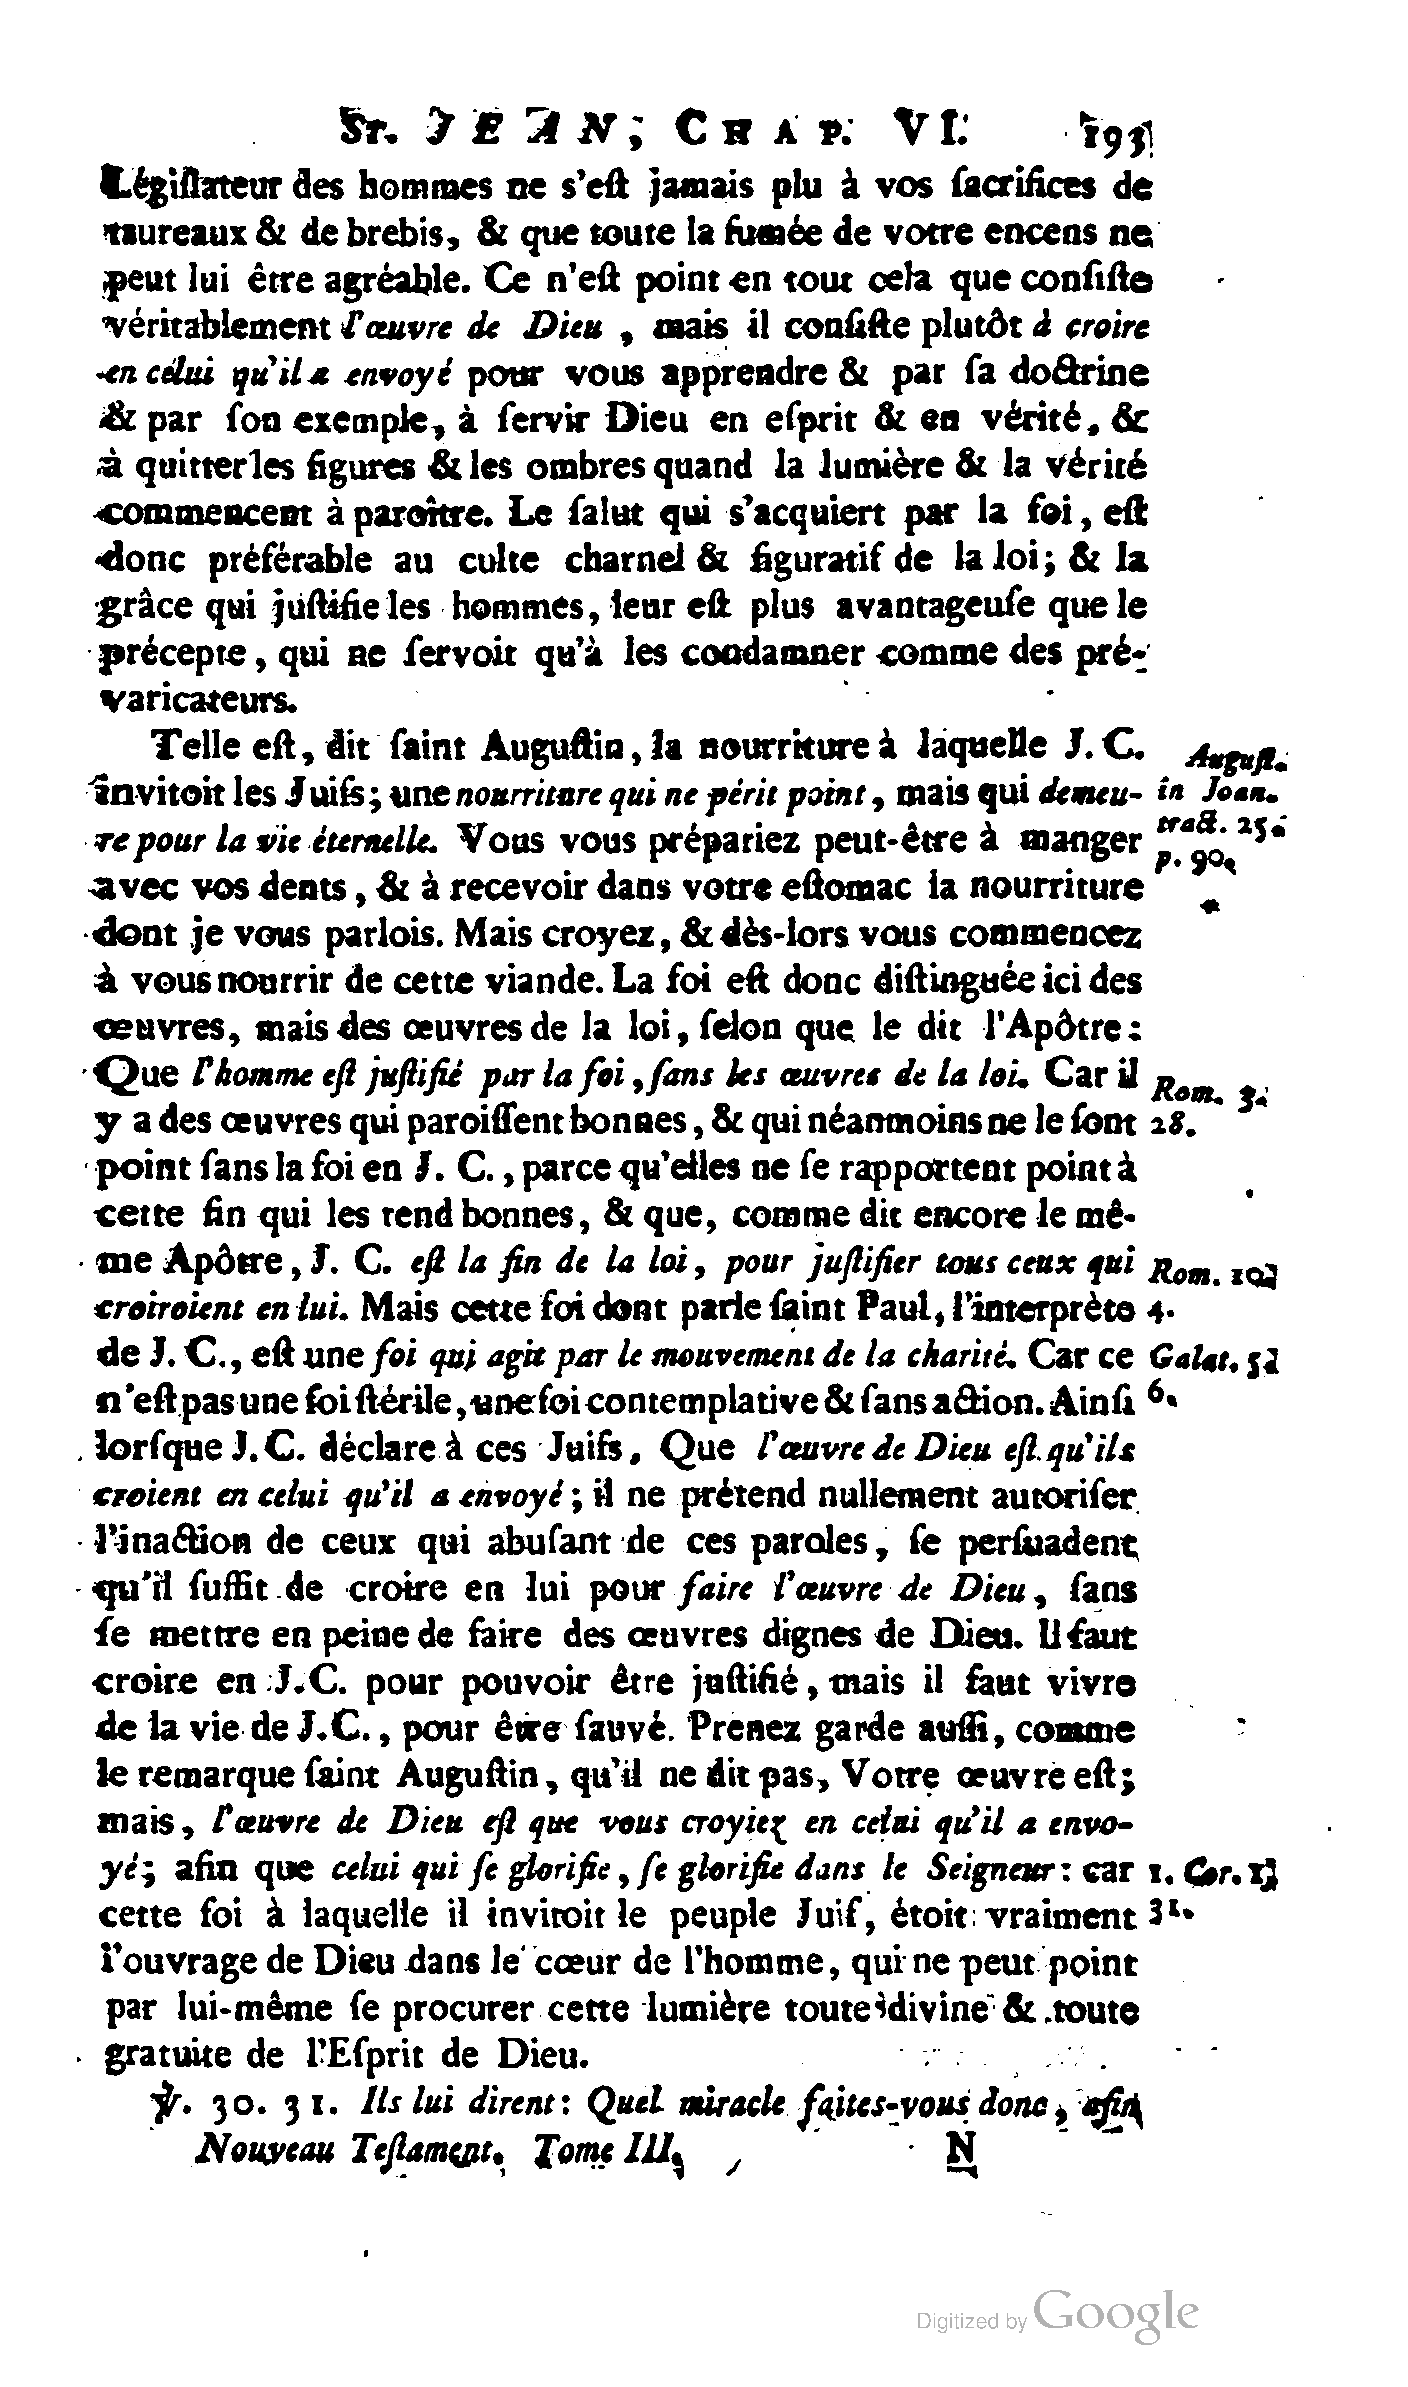 St. JEAN, CHAP. VI. 193
Légiſlateur des hommes ne s'eſt jamais plu à vos ſacrifices de
taureaux & de brebis, & que toute la fumée de votre encens ne
peut lui être agréable. Ce n'eſt point en tout cela que conſiſte
véritablement l'œuvre de Dieu, mais il conſiſte plutôt à croire
en celui qu'il a envoyé pour vous apprendre & par ſa doctrine
& par ſon exemple, à ſervir Dieu en eſprit & en vérité, &
à quitter les figures & les ombres quand la lumière & la vérité
commencent à paroître. Le ſalut qui s'acquiert par la foi, eſt
donc préférable au culte charnel & figuratif de la loi; & la
grâce qui juſtifie les hommes, leur eſt plus avantageuſe que le
précepte, qui ne ſervoit qu'à les condamner comme des pré-
varicateurs.
Telle eſt, dit ſaint Auguſtin, la nourriture à laquelle J. C.
invitoit les Juifs; une nourriture qui ne périt point, mais qui demeu-
re pour la vie éternelle. Vous vous prépariez peut-être à manger
avec vos dents, & à recevoir dans votre eſtomac la nourriture
dont je vous parlois. Mais croyez, & dès-lors vous commencez
à vous nourrir de cette viande. La foi eſt donc diſtinguée ici des
œuvres, mais des œuvres de la loi, ſelon que le dit l'Apôtre:
Que l'homme eſt juſtifié par la foi, ſans les œuvres de la loi. Car il
y a des œuvres qui paroiſſent bonnes, & qui néanmoins ne le ſont
point ſans la foi en J. C., parce qu'elles ne ſe rapportent point à
cette fin qui les rend bonnes, & que, comme dit encore le mê-
me Apôtre, J. C. eſt la fin de la loi, pour juſtifier tous ceux qui
croiroient en lui. Mais cette foi dont parle ſaint Paul, l'interprète
de J. C., eſt une foi qui agit par le mouvement de la charité. Car ce
n'eſt pas une foi ſtérile, une foi contemplative & ſans action. Ainſi
lorſque J. C. déclare à ces Juifs, Que l'œuvre de Dieu eſt qu'ils
croient en celui qu'il a envoyé; il ne prétend nullement autoriſer
l'inaction de ceux qui abuſant de ces paroles, ſe perſuadent
qu'il ſuffit de croire en lui pour faire l'œuvre de Dieu, ſans
ſe mettre en peine de faire des œuvres dignes de Dieu. Il faut
croire en J. C. pour pouvoir être juſtifié, mais il faut vivre
de la vie de J. C., pour être ſauvé. Prenez garde auſſi, comme
le remarque ſaint Auguſtin, qu'il ne dit pas, Votre œuvre eſt;
mais, l'œuvre de Dieu eſt que vous croyiez en celui qu'il a envo-
yé; afin que celui qui ſe glorifie, ſe glorifie dans le Seigneur: car
cette foi à laquelle il invitoit le peuple Juif, étoit vraiment
l'ouvrage de Dieu dans le cœur de l'homme, qui ne peut point
par lui-même ſe procurer cette lumière toute divine & toute
gratuite de l'Eſprit de Dieu.
℣. 30. 31. Ils lui dirent: Quel miracle faites-vous donc, afin
Nouveau Teſtament. Tome III. N
Auguſt.
in Joan.
tract. 25.
p. 90.
Rom. 3.
28.
Rom. 10.
4.
Galat. 5.
6.
1. Cor. 1.
31.
Digitized by Google